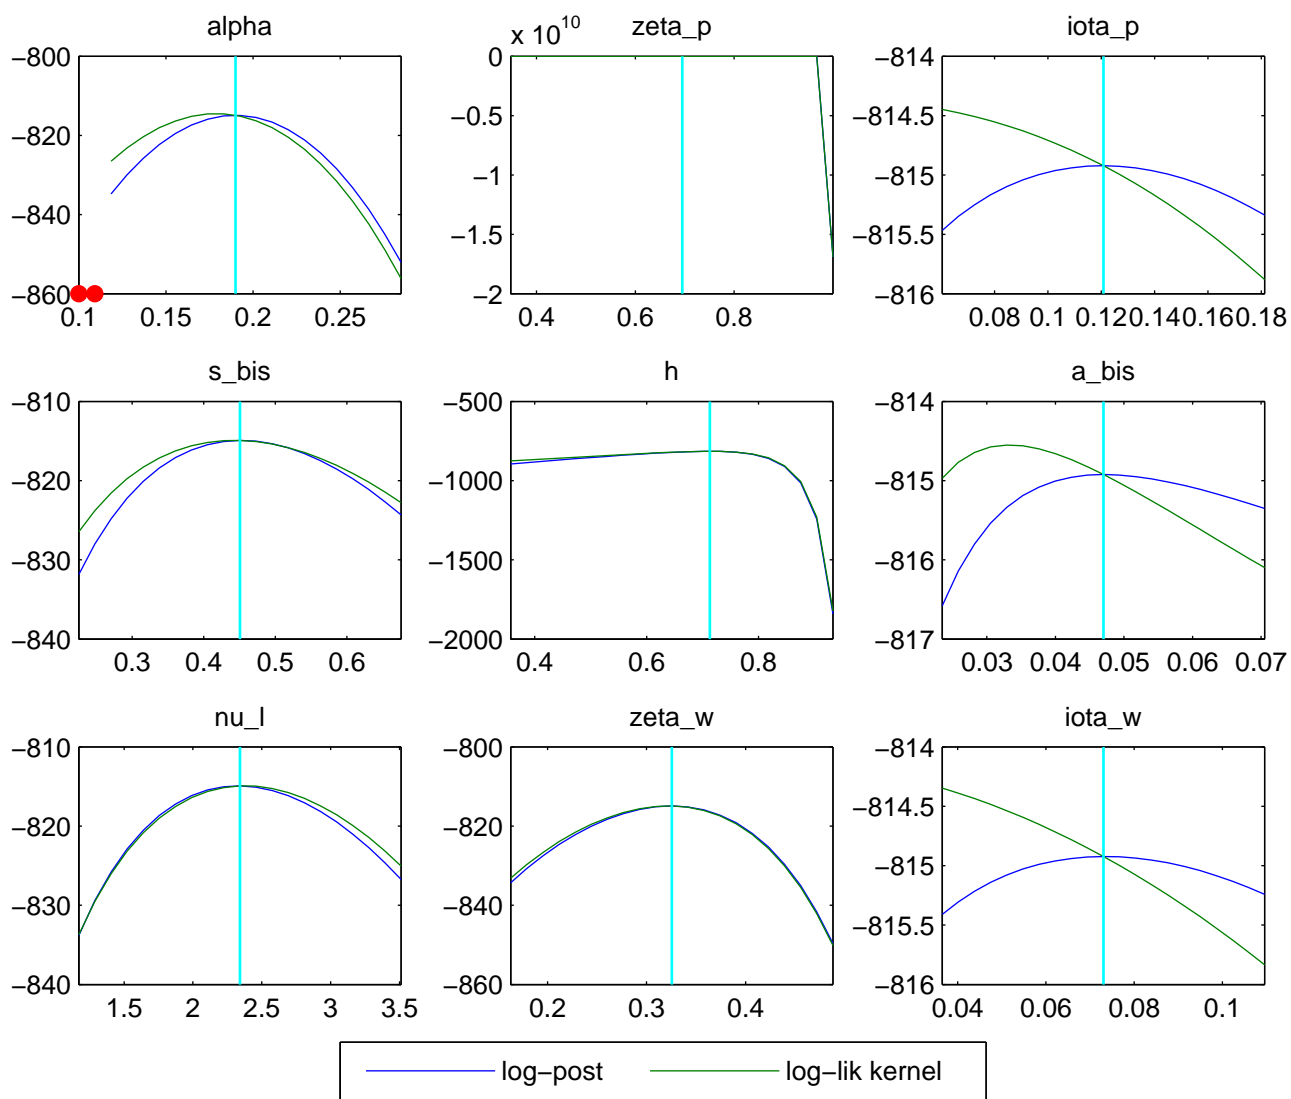 alpha
−800
−820
−840
−860
0.1 0.15 0.2 0.25
zeta_p
x 10^10
0
−0.5
−1
−1.5
−2
0.4 0.6 0.8
iota_p
−814
−814.5
−815
−815.5
−816
0.08 0.1 0.12 0.14 0.16 0.18
s_bis
−810
−820
−830
−840
0.3 0.4 0.5 0.6
h
−500
−1000
−1500
−2000
0.4 0.6 0.8
a_bis
−814
−815
−816
−817
0.03 0.04 0.05 0.06 0.07
nu_l
−810
−820
−830
−840
1.5 2 2.5 3 3.5
zeta_w
−800
−820
−840
−860
0.2 0.3 0.4
iota_w
−814
−814.5
−815
−815.5
−816
0.04 0.06 0.08 0.1
log−post log−lik kernel